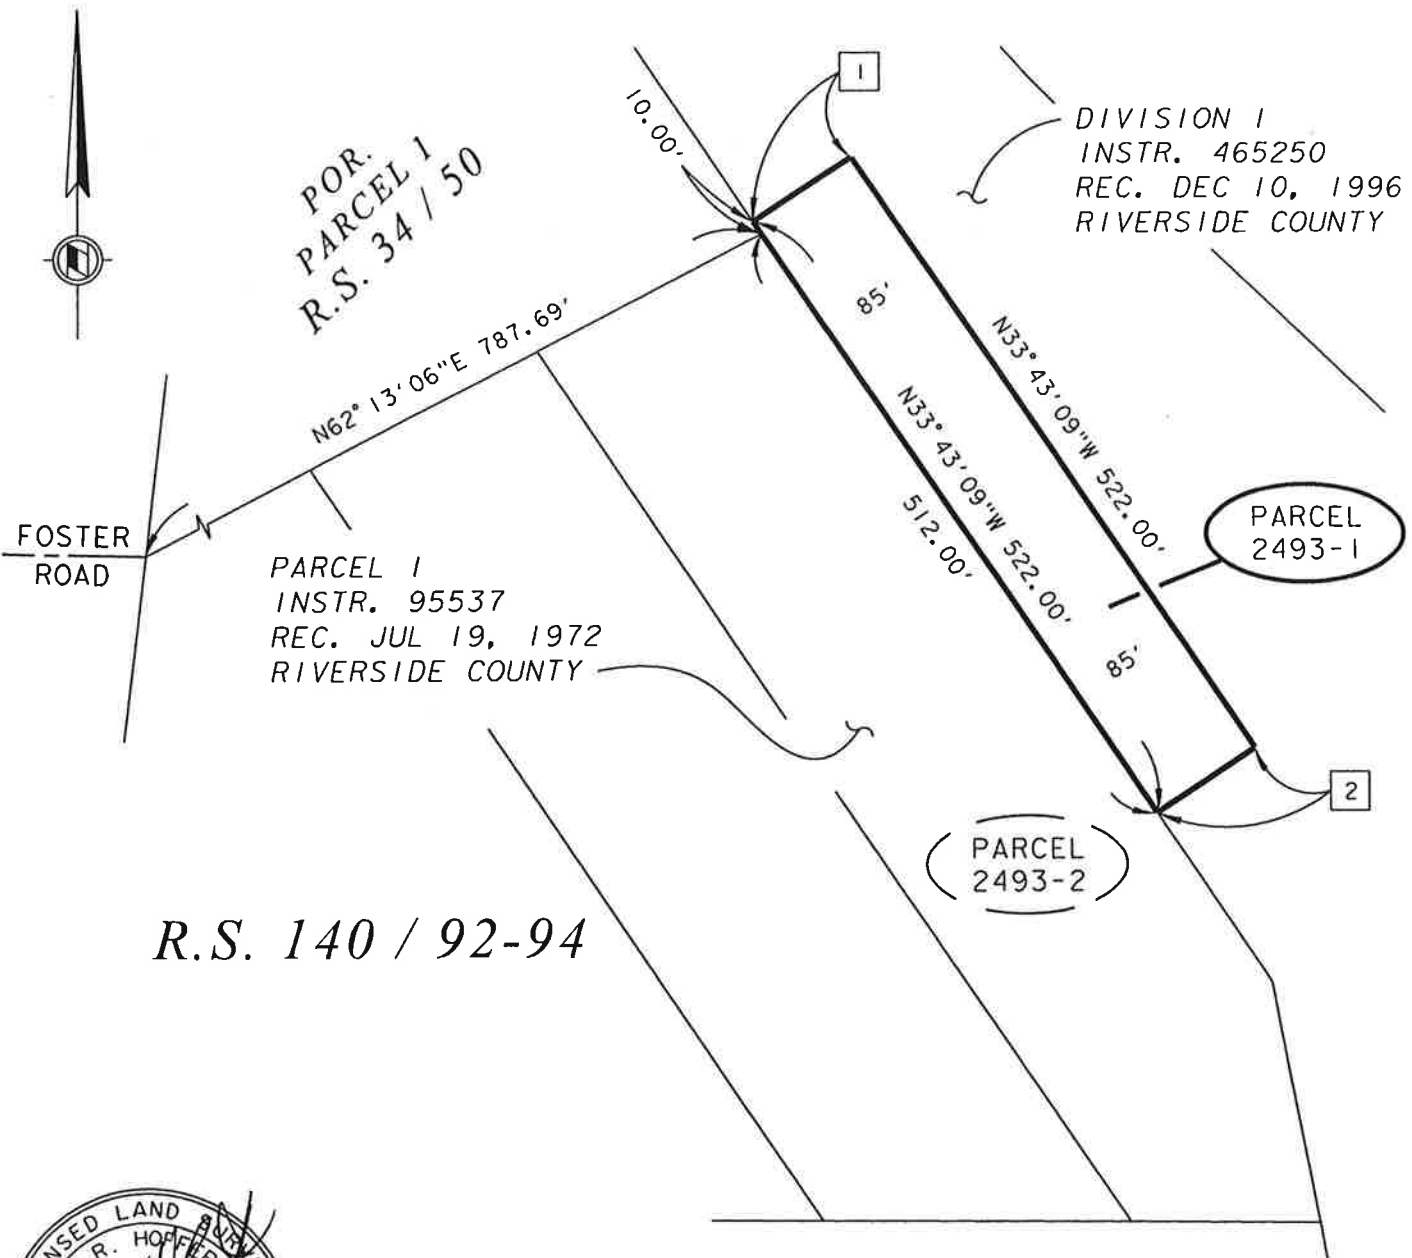 1
10.00'
DIVISION 1
INSTR. 465250
REC. DEC 10, 1996
RIVERSIDE COUNTY
POR.
PARCEL 1
R.S. 34 / 50
85'
N33°43'09"W 522.00'
N62°13'06"E 787.69'
N33°43'09"W 522.00'
512.00'
PARCEL
2493-1
FOSTER
ROAD
PARCEL 1
INSTR. 95537
REC. JUL 19, 1972
RIVERSIDE COUNTY
85'
2
PARCEL
2493-2
R.S. 140 / 92-94
LAND
R.